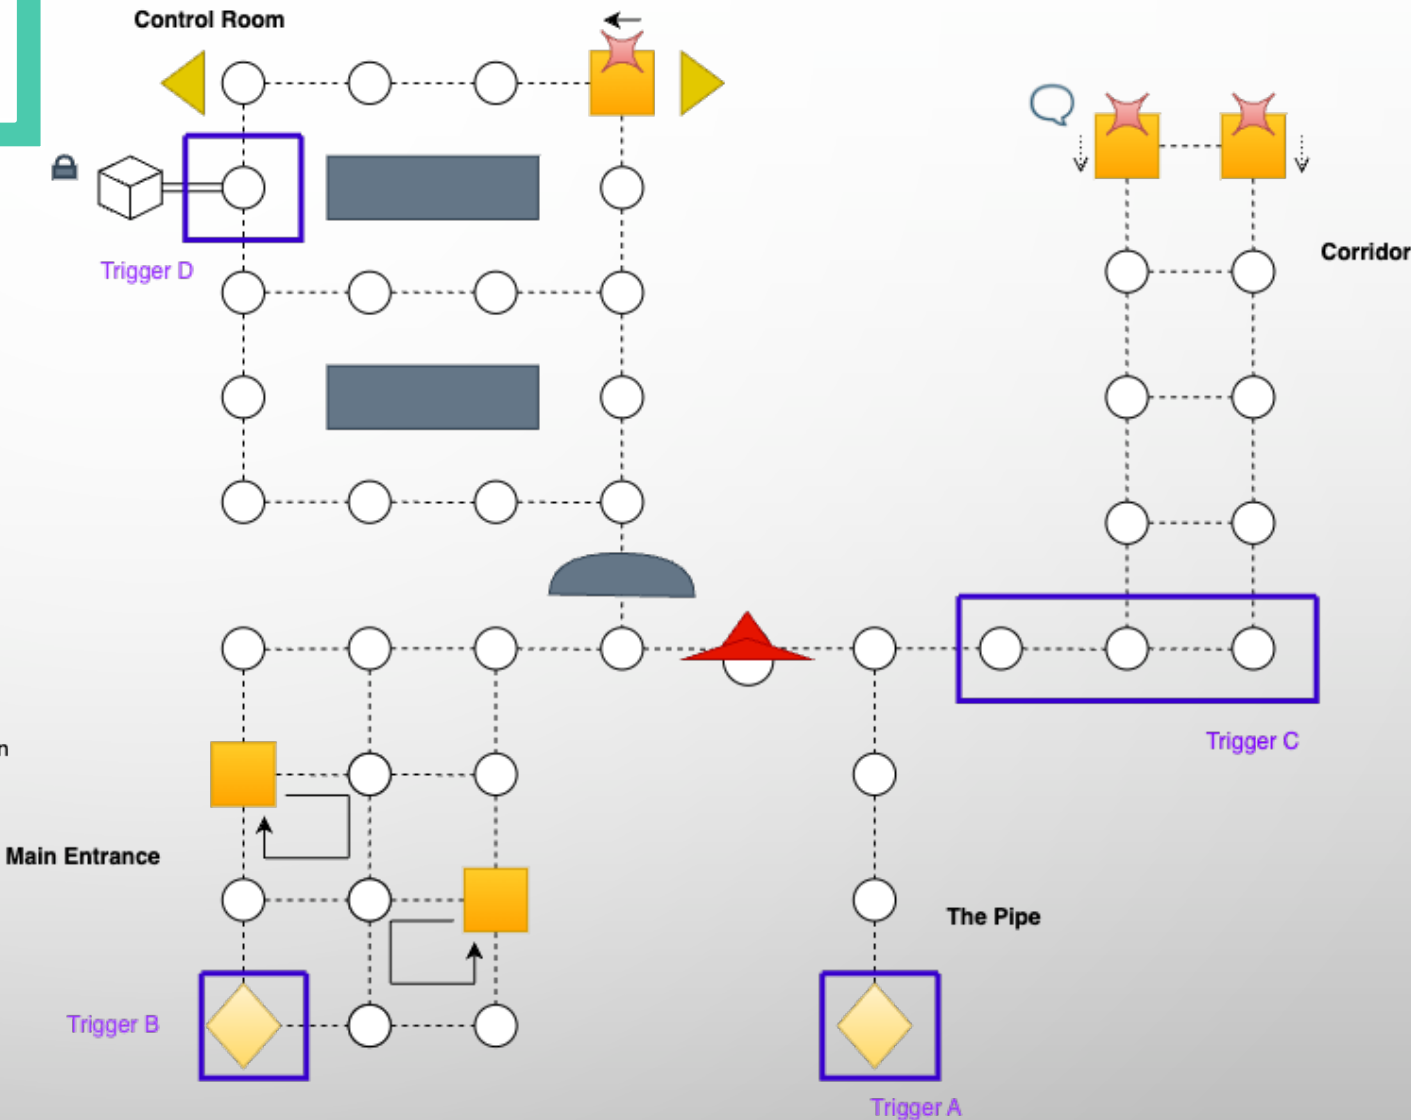 Control Room
Trigger D
Corridor
Trigger C
n
Main Entrance
The Pipe
Trigger B
Trigger A